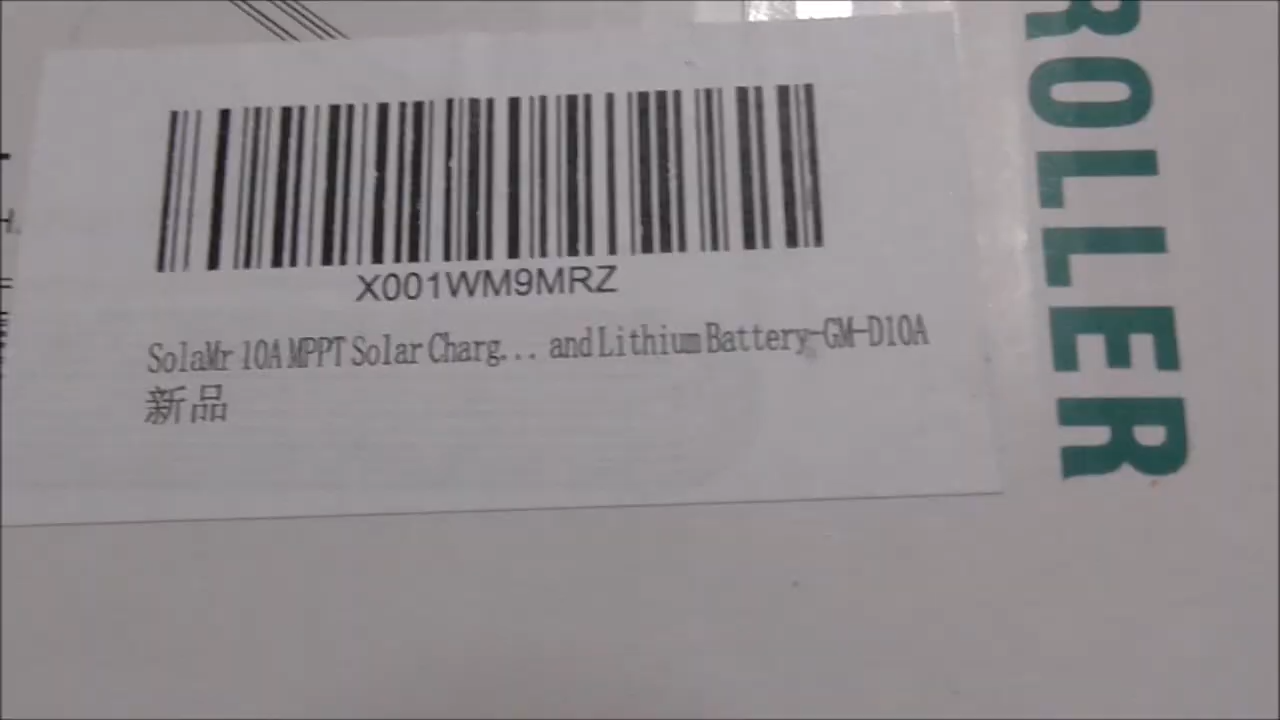 X001WM9MRZ
SolaMr 10A MPPT Solar Charg... and Lithium Battery-GM-D10A
新品
ROLLER